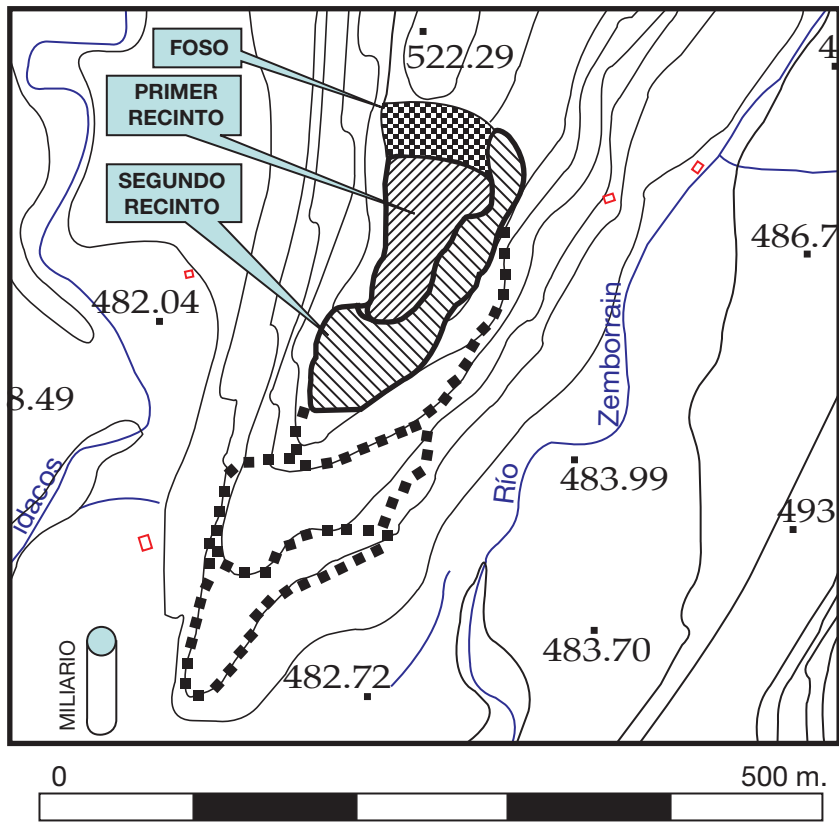 FOSO
522.29
4
PRIMER
RECINTO
SEGUNDO
RECINTO
486.7
482.04
8.49
Zemborrain
Río
483.99
idacos
493
MILIARIO
482.72
483.70
0
500 m.